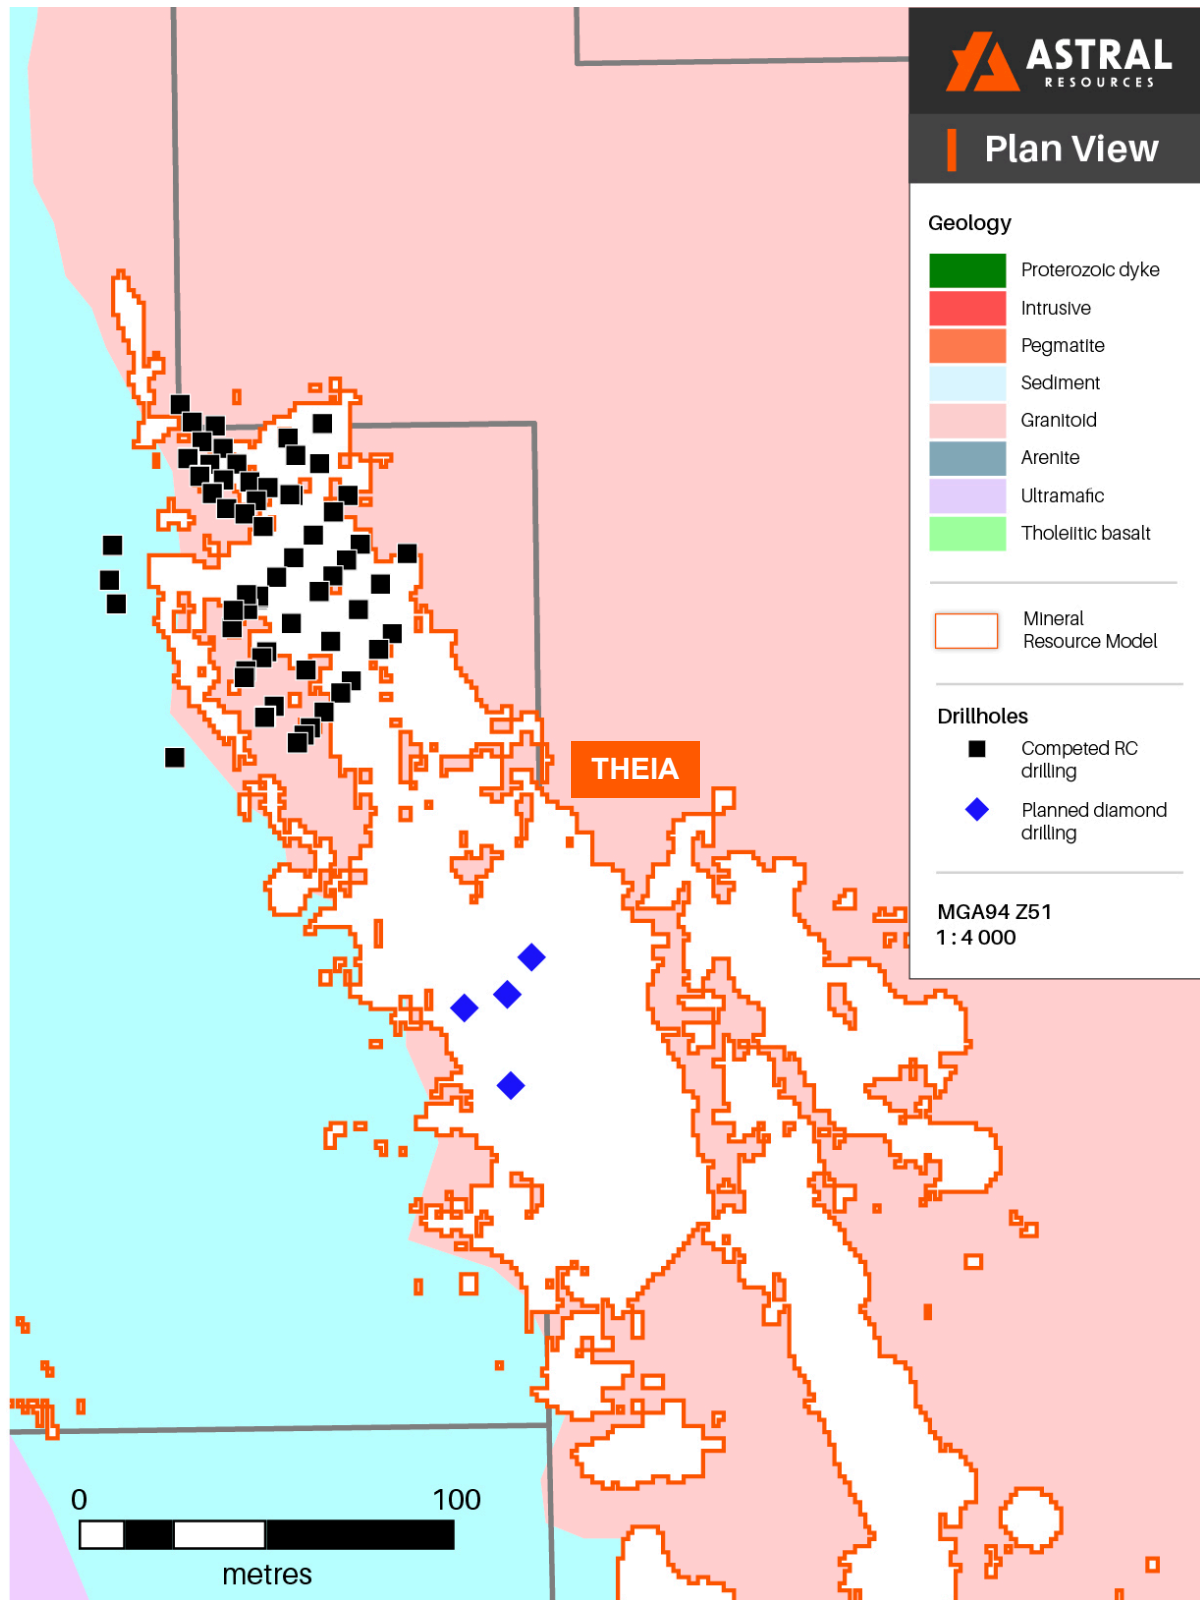 ASTRAL
RESOURCES
Plan View
Geology
Proterozoic dyke
Intrusive
Pegmatite
Sediment
Granitoid
Arenite
Ultramafic
Tholeiitic basalt
Mineral
Resource Model
Drillholes
Competed RC
drilling
Planned diamond
drilling
MGA94 Z51
1 : 4 000
THEIA
0 100
metres